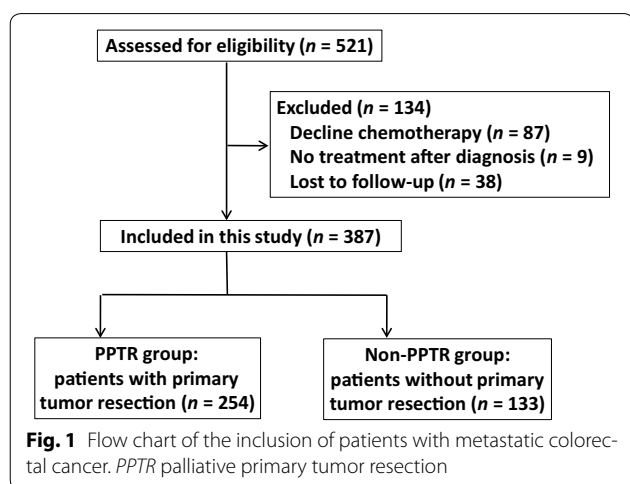 Assessed for eligibility (n = 521)
Excluded (n = 134)
Decline chemotherapy (n = 87)
No treatment after diagnosis (n = 9)
Lost to follow-up (n = 38)
Included in this study (n = 387)
PPTR group:
patients with primary
tumor resection (n = 254)
Non-PPTR group:
patients without primary
tumor resection (n = 133)
Fig. 1 Flow chart of the inclusion of patients with metastatic colorec-
tal cancer. PPTR palliative primary tumor resection